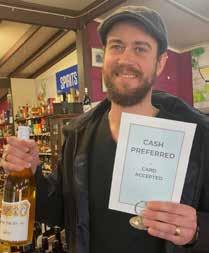 SPIRITS
CASH
PREFERRED
-
CARD
ACCEPTED